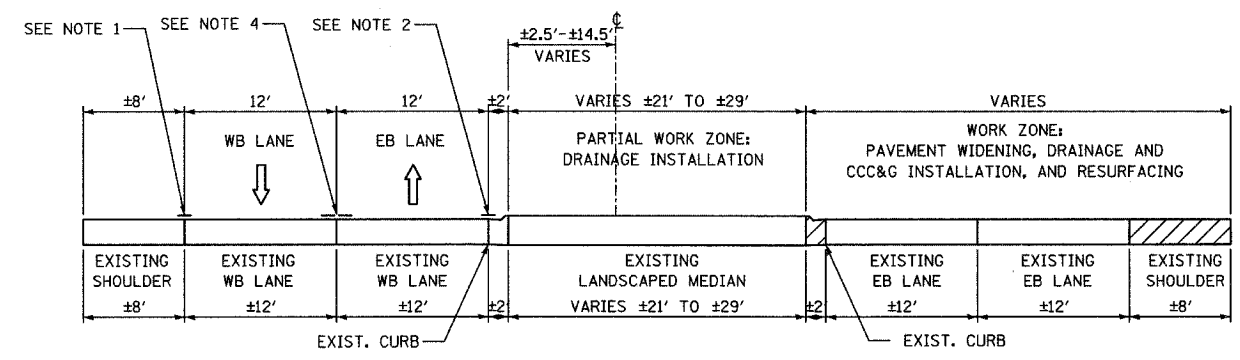 SEE NOTE 1
SEE NOTE 4
SEE NOTE 2
℄
±2.5'-±14.5'
VARIES
±8'
12'
12'
±2'
VARIES ±21' TO ±29'
VARIES
WB LANE
EB LANE
PARTIAL WORK ZONE:
DRAINAGE INSTALLATION
WORK ZONE:
PAVEMENT WIDENING, DRAINAGE AND
CCC&G INSTALLATION, AND RESURFACING
EXISTING
SHOULDER
±8'
EXISTING
WB LANE
±12'
EXISTING
WB LANE
±12'
±2'
EXISTING
LANDSCAPED MEDIAN
VARIES ±21' TO ±29'
±2'
EXISTING
EB LANE
±12'
EXISTING
EB LANE
±12'
EXISTING
SHOULDER
±8'
EXIST. CURB
EXIST. CURB